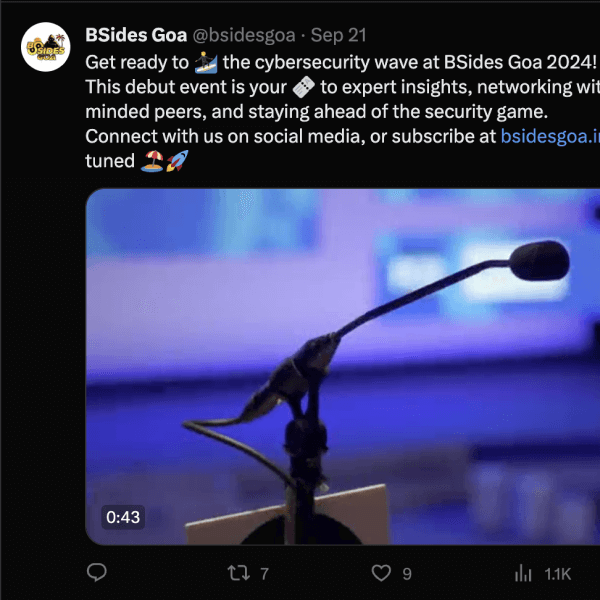 BSides Goa @bsidesgoa · Sep 21
Get ready to 🏄 the cybersecurity wave at BSides Goa 2024!
This debut event is your 🎫 to expert insights, networking wit
minded peers, and staying ahead of the security game.
Connect with us on social media, or subscribe at bsidesgoa.i
tuned 🏖️🚀
0:43
7
9
1.1K